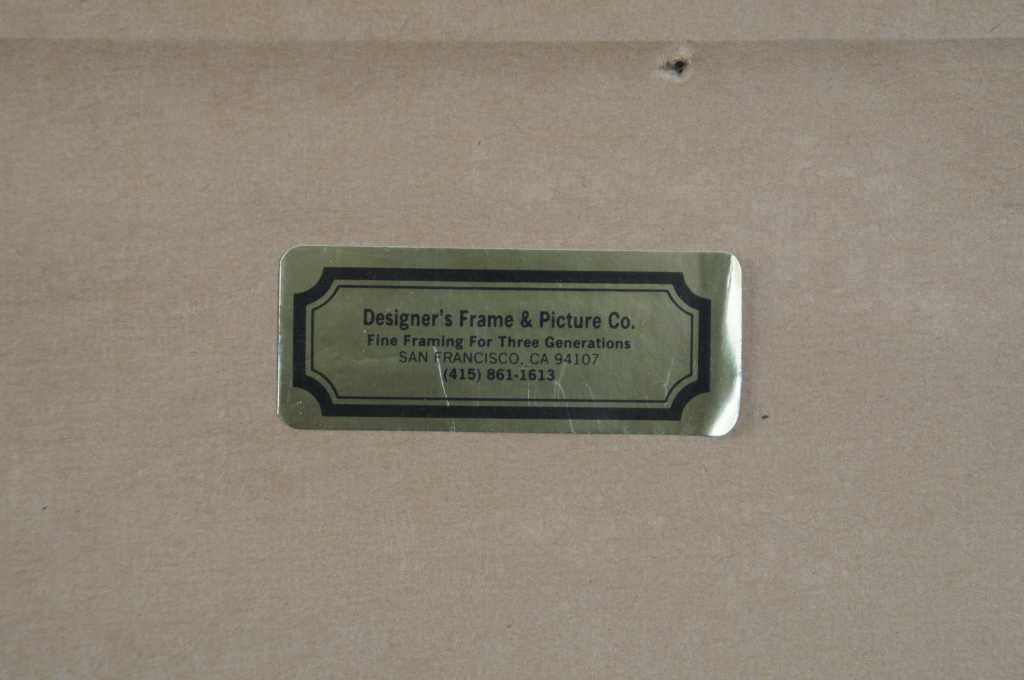 Designer's Frame & Picture Co.
Fine Framing For Three Generations
SAN FRANCISCO, CA 94107
(415) 861-1613